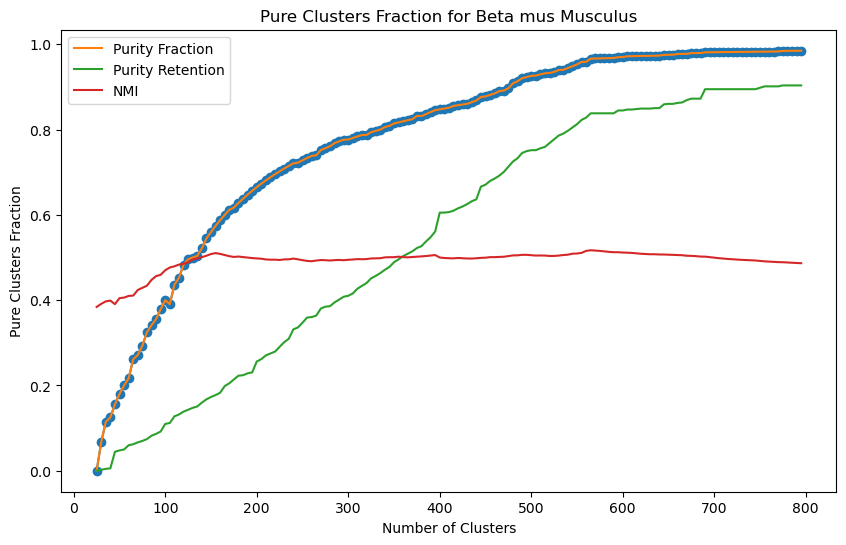 Pure Clusters Fraction for Beta mus Musculus
Purity Fraction
Purity Retention
NMI
1.0
0.8
0.6
0.4
0.2
0.0
Pure Clusters Fraction
0 100 200 300 400 500 600 700 800
Number of Clusters